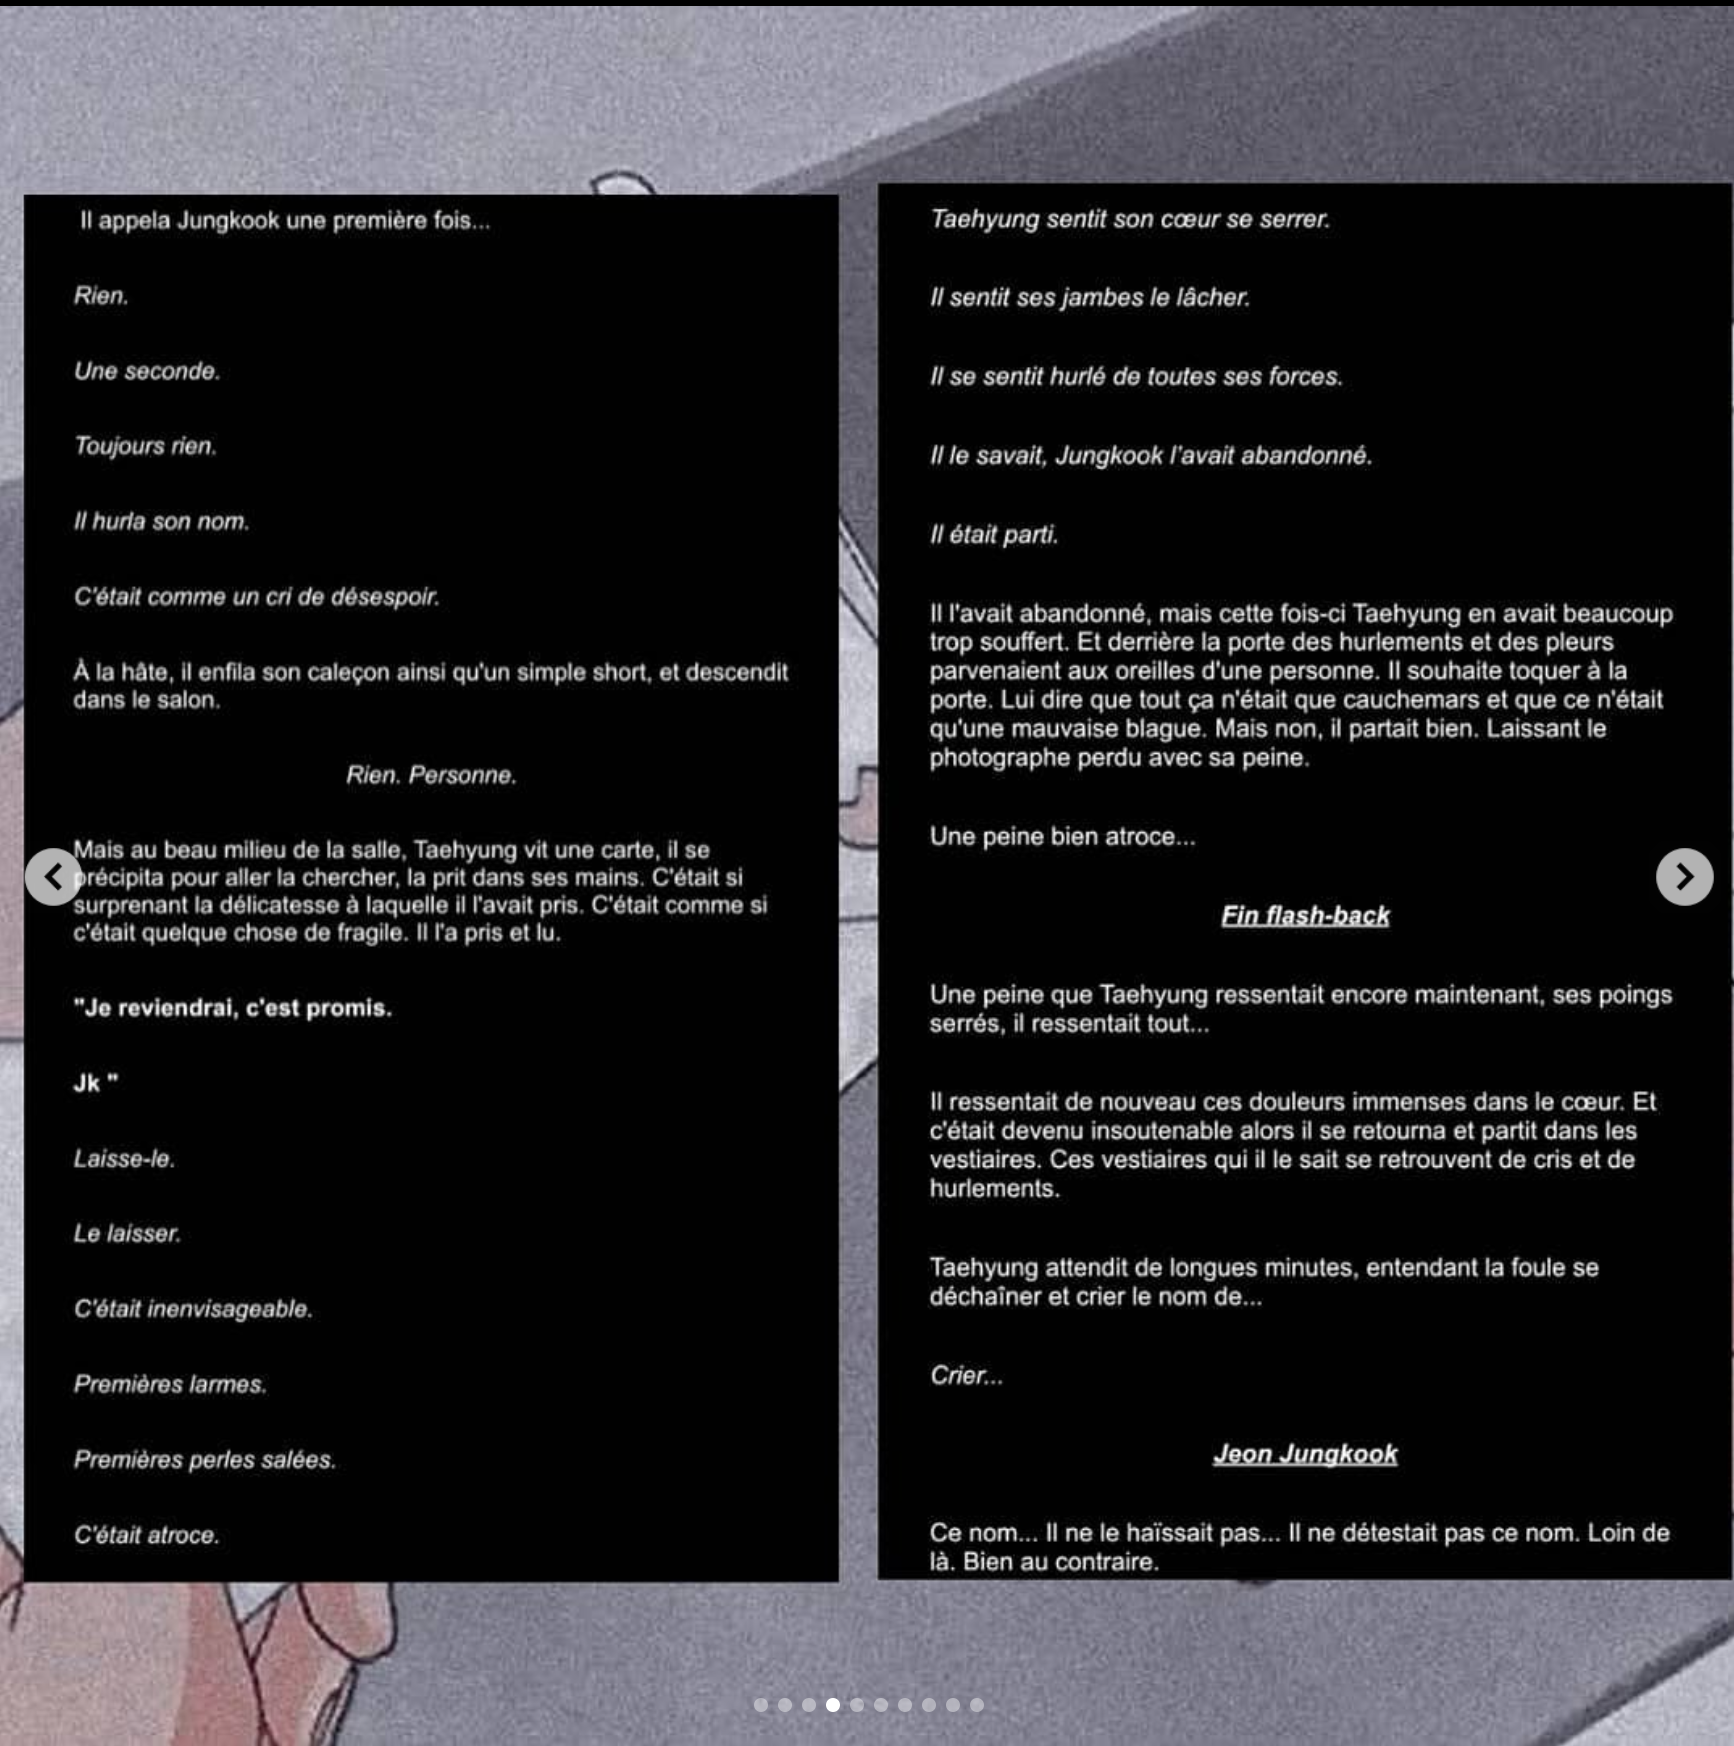 Il appela Jungkook une première fois...
Rien.
Une seconde.
Toujours rien.
Il hurla son nom.
C'était comme un cri de désespoir.
À la hâte, il enfila son caleçon ainsi qu'un simple short, et descendit
dans le salon.
Rien. Personne.
Mais au beau milieu de la salle, Taehyung vit une carte, il se
précipita pour aller la chercher, la prit dans ses mains. C'était si
surprenant la délicatesse à laquelle il l'avait pris. C'était comme si
c'était quelque chose de fragile. Il l'a pris et lu.
"Je reviendrai, c'est promis.
Jk "
Laisse-le.
Le laisser.
C'était inenvisageable.
Premières larmes.
Premières perles salées.
C'était atroce.
Taehyung sentit son cœur se serrer.
Il sentit ses jambes le lâcher.
Il se sentit hurlé de toutes ses forces.
Il le savait, Jungkook l'avait abandonné.
Il était parti.
Il l'avait abandonné, mais cette fois-ci Taehyung en avait beaucoup
trop souffert. Et derrière la porte des hurlements et des pleurs
parvenaient aux oreilles d'une personne. Il souhaite toquer à la
porte. Lui dire que tout ça n'était que cauchemars et que ce n'était
qu'une mauvaise blague. Mais non, il partait bien. Laissant le
photographe perdu avec sa peine.
Une peine bien atroce...
Fin flash-back
Une peine que Taehyung ressentait encore maintenant, ses poings
serrés, il ressentait tout...
Il ressentait de nouveau ces douleurs immenses dans le cœur. Et
c'était devenu insoutenable alors il se retourna et partit dans les
vestiaires. Ces vestiaires qui il le sait se retrouvent de cris et de
hurlements.
Taehyung attendit de longues minutes, entendant la foule se
déchaîner et crier le nom de...
Crier...
Jeon Jungkook
Ce nom... Il ne le haïssait pas... Il ne détestait pas ce nom. Loin de
là. Bien au contraire.